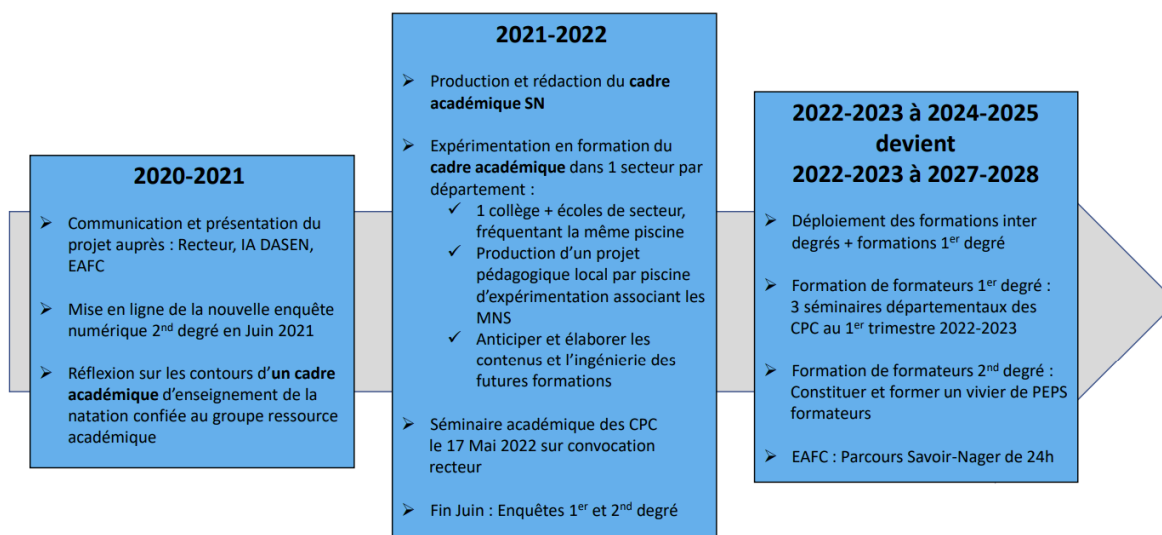 2020-2021
➢ Communication et présentation du
projet auprès : Recteur, IA DASEN,
EAFC
➢ Mise en ligne de la nouvelle enquête
numérique 2nd degré en Juin 2021
➢ Réflexion sur les contours d’un cadre
académique d’enseignement de la
natation confiée au groupe ressource
académique
2021-2022
➢ Production et rédaction du cadre
académique SN
➢ Expérimentation en formation du
cadre académique dans 1 secteur par
département :
✓ 1 collège + écoles de secteur,
fréquentant la même piscine
✓ Production d’un projet
pédagogique local par piscine
d’expérimentation associant les
MNS
✓ Anticiper et élaborer les
contenus et l’ingénierie des
futures formations
➢ Séminaire académique des CPC
le 17 Mai 2022 sur convocation
recteur
➢ Fin Juin : Enquêtes 1er et 2nd degré
2022-2023 à 2024-2025
devient
2022-2023 à 2027-2028
➢ Déploiement des formations inter
degrés + formations 1er degré
➢ Formation de formateurs 1er degré :
3 séminaires départementaux des
CPC au 1er trimestre 2022-2023
➢ Formation de formateurs 2nd degré :
Constituer et former un vivier de PEPS
formateurs
➢ EAFC : Parcours Savoir-Nager de 24h